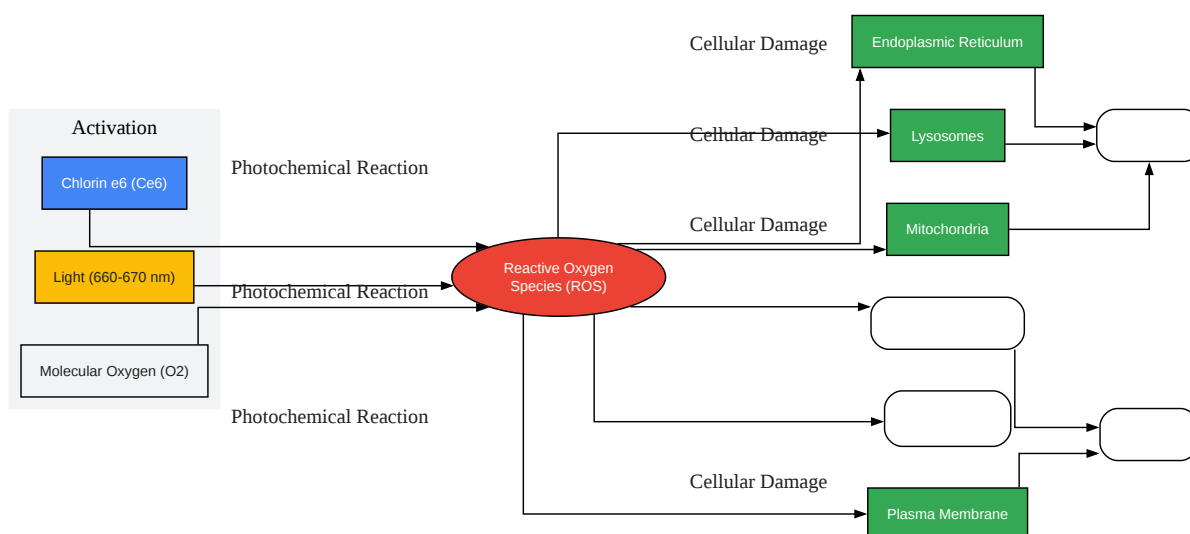 Activation
Chlorin e6 (Ce6)
Light (660-670 nm)
Molecular Oxygen (O2)
Photochemical Reaction
Photochemical Reaction
Photochemical Reaction
Reactive Oxygen
Species (ROS)
Cellular Damage
Cellular Damage
Cellular Damage
Cellular Damage
Endoplasmic Reticulum
Lysosomes
Mitochondria
Plasma Membrane